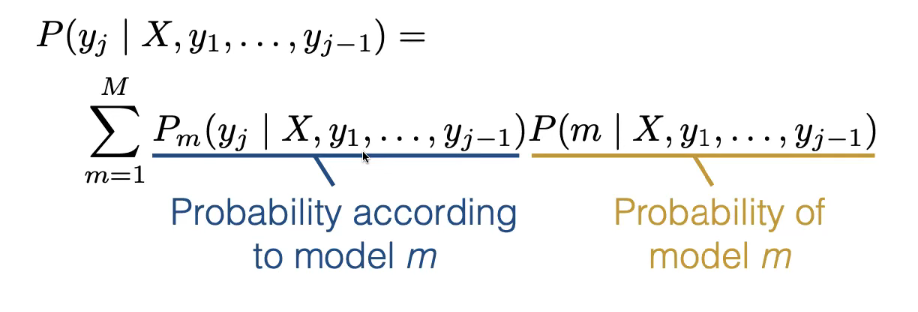 P(y_j | X, y_1, ..., y_{j-1}) =
\sum_{m=1}^{M} P_m(y_j | X, y_1, ..., y_{j-1}) P(m | X, y_1, ..., y_{j-1})
Probability according Probability of
to model m model m